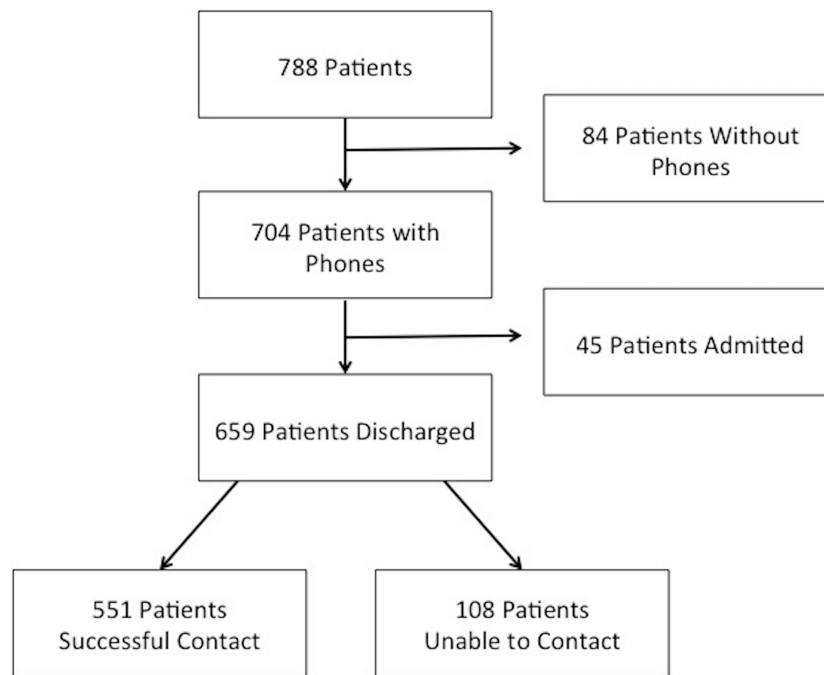 788 Patients
84 Patients Without
Phones
704 Patients with
Phones
45 Patients Admitted
659 Patients Discharged
551 Patients
Successful Contact
108 Patients
Unable to Contact